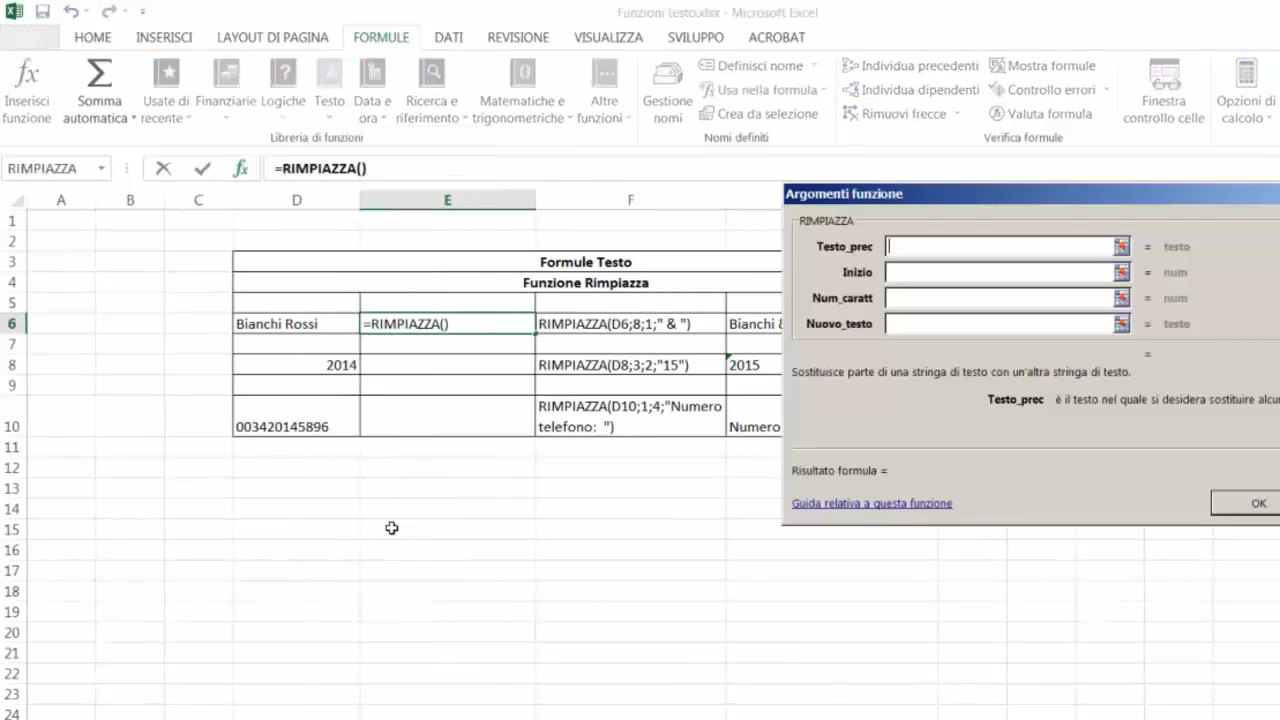 Funzioni testo.xlsx - Microsoft Excel
HOME INSERISCI LAYOUT DI PAGINA FORMULE DATI REVISIONE VISUALIZZA SVILUPPO ACROBAT
fx Σ ? A 0 Definisci nome Individua precedenti Mostra formule
Inserisci Somma Usate di Finanziarie Logiche Testo Data e Ricerca e Matematiche e Altre Gestione Usa nella formula Individua dipendenti Controllo errori Finestra Opzioni di
funzione automatica recente ora riferimento trigonometriche funzioni nomi Crea da selezione Rimuovi frecce Valuta formula controllo celle calcolo
Libreria di funzioni Nomi definiti Verifica formule
RIMPIAZZA fx =RIMPIAZZA()
A B C D E F
1
2
3 Formule Testo
4 Funzione Rimpiazza
5
6 Bianchi Rossi =RIMPIAZZA() RIMPIAZZA(D6;8;1;" & ") Bianchi
7
8 2014 RIMPIAZZA(D8;3;2;"15") 2015
9
RIMPIAZZA(D10;1;4;"Numero
10 003420145896 telefono: ") Numero
11
12
13
14
15
16
17
18
19
20
21
22
23
24
Argomenti funzione
RIMPIAZZA
Testo_prec = testo
Inizio = num
Num_caratt = num
Nuovo_testo = testo
=
Sostituisce parte di una stringa di testo con un'altra stringa di testo.
Testo_prec è il testo nel quale si desidera sostituire
Risultato formula =
Guida relativa a questa funzione OK